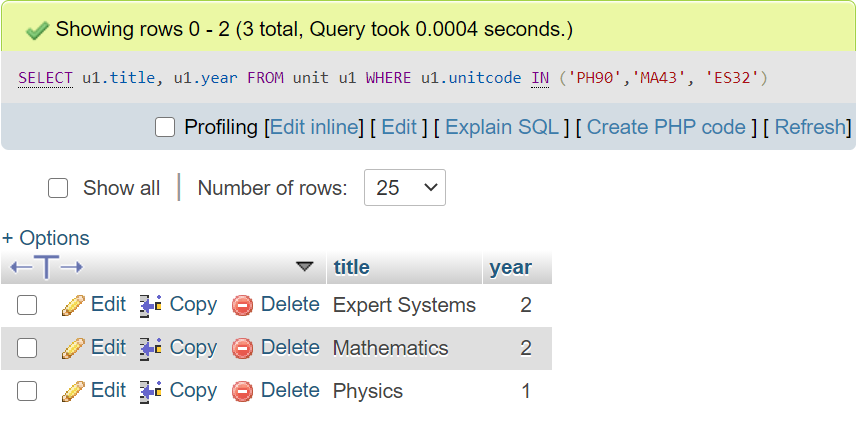 Showing rows 0 - 2 (3 total, Query took 0.0004 seconds.)
SELECT u1.title, u1.year FROM unit u1 WHERE u1.unitcode IN ('PH90','MA43', 'ES32')
Profiling [Edit inline] [ Edit ] [ Explain SQL ] [ Create PHP code ] [ Refresh]
Show all | Number of rows: 25
+ Options
←T→ title year
Edit Copy Delete Expert Systems 2
Edit Copy Delete Mathematics 2
Edit Copy Delete Physics 1